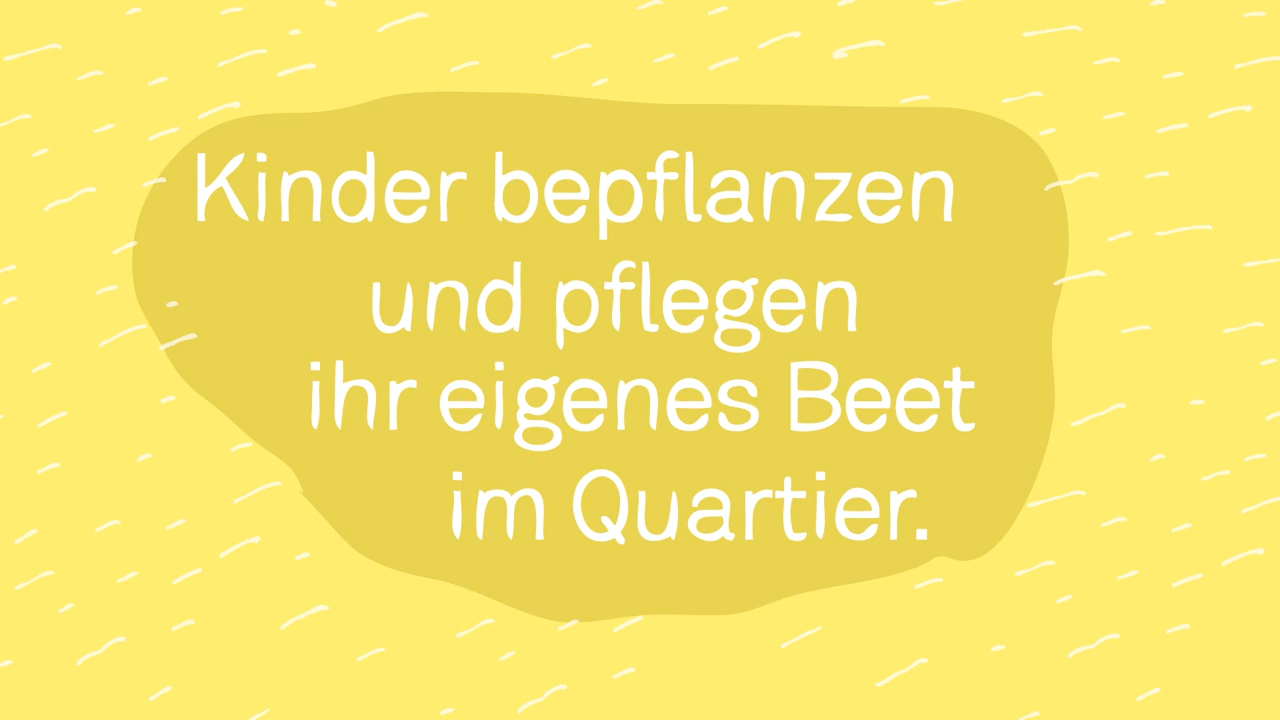 Kinder bepflanzen
und pflegen
ihr eigenes Beet
im Quartier.